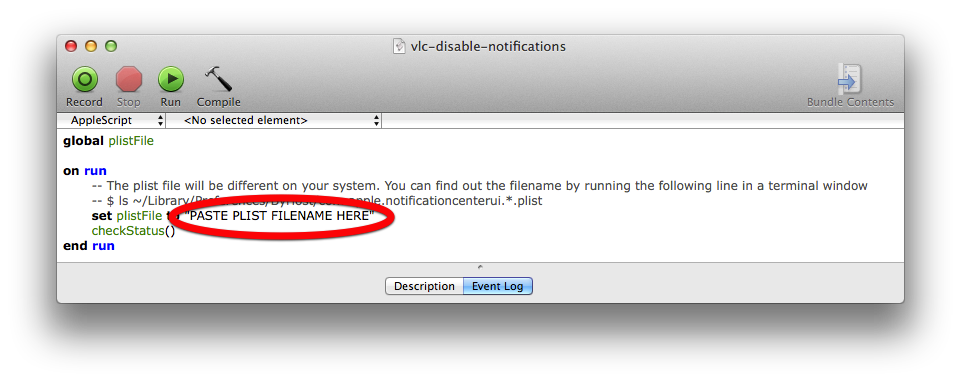 vlc-disable-notifications
Record Stop Run Compile Bundle Contents
AppleScript <No selected element>
global plistFile
on run
-- The plist file will be different on your system. You can find out the filename by running the following line in a terminal window
-- $ ls ~/Library/Preferences/ByHost/com.apple.notificationcenterui.*.plist
set plistFile to "PASTE PLIST FILENAME HERE"
checkStatus()
end run
Description Event Log